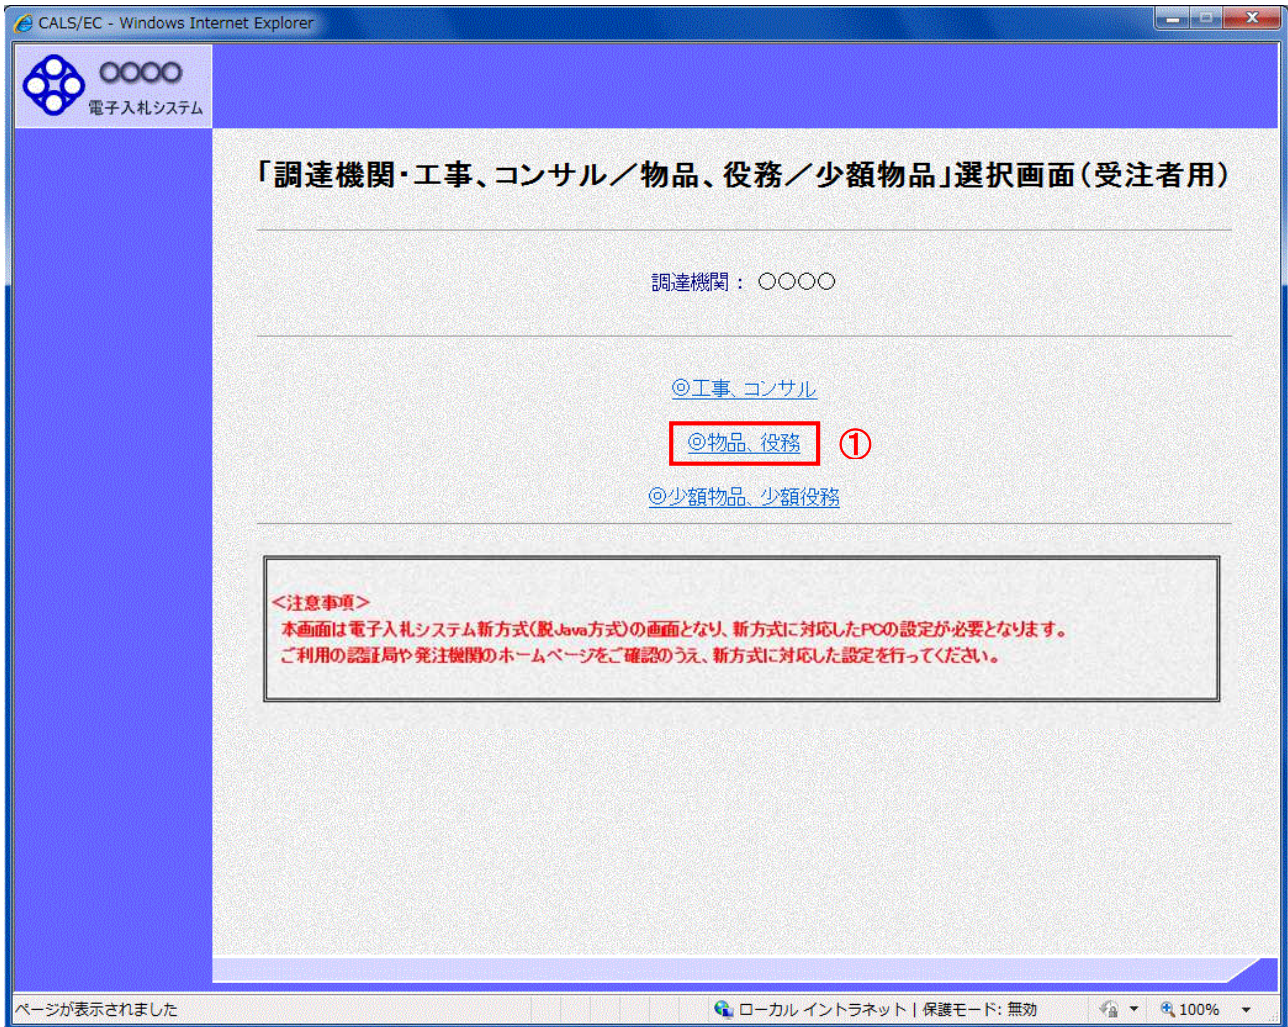 CALS/EC - Windows Internet Explorer
○○○○
電子入札システム
「調達機関・工事、コンサル／物品、役務／少額物品」選択画面（受注者用）
調達機関： ○○○○
◎工事、コンサル
◎物品、役務 ①
◎少額物品、少額役務
＜注意事項＞
本画面は電子入札システム新方式(脱Java方式)の画面となり、新方式に対応したPCの設定が必要となります。
ご利用の認証局や発注機関のホームページをご確認のうえ、新方式に対応した設定を行ってください。
ページが表示されました ローカル イントラネット | 保護モード: 無効 100%